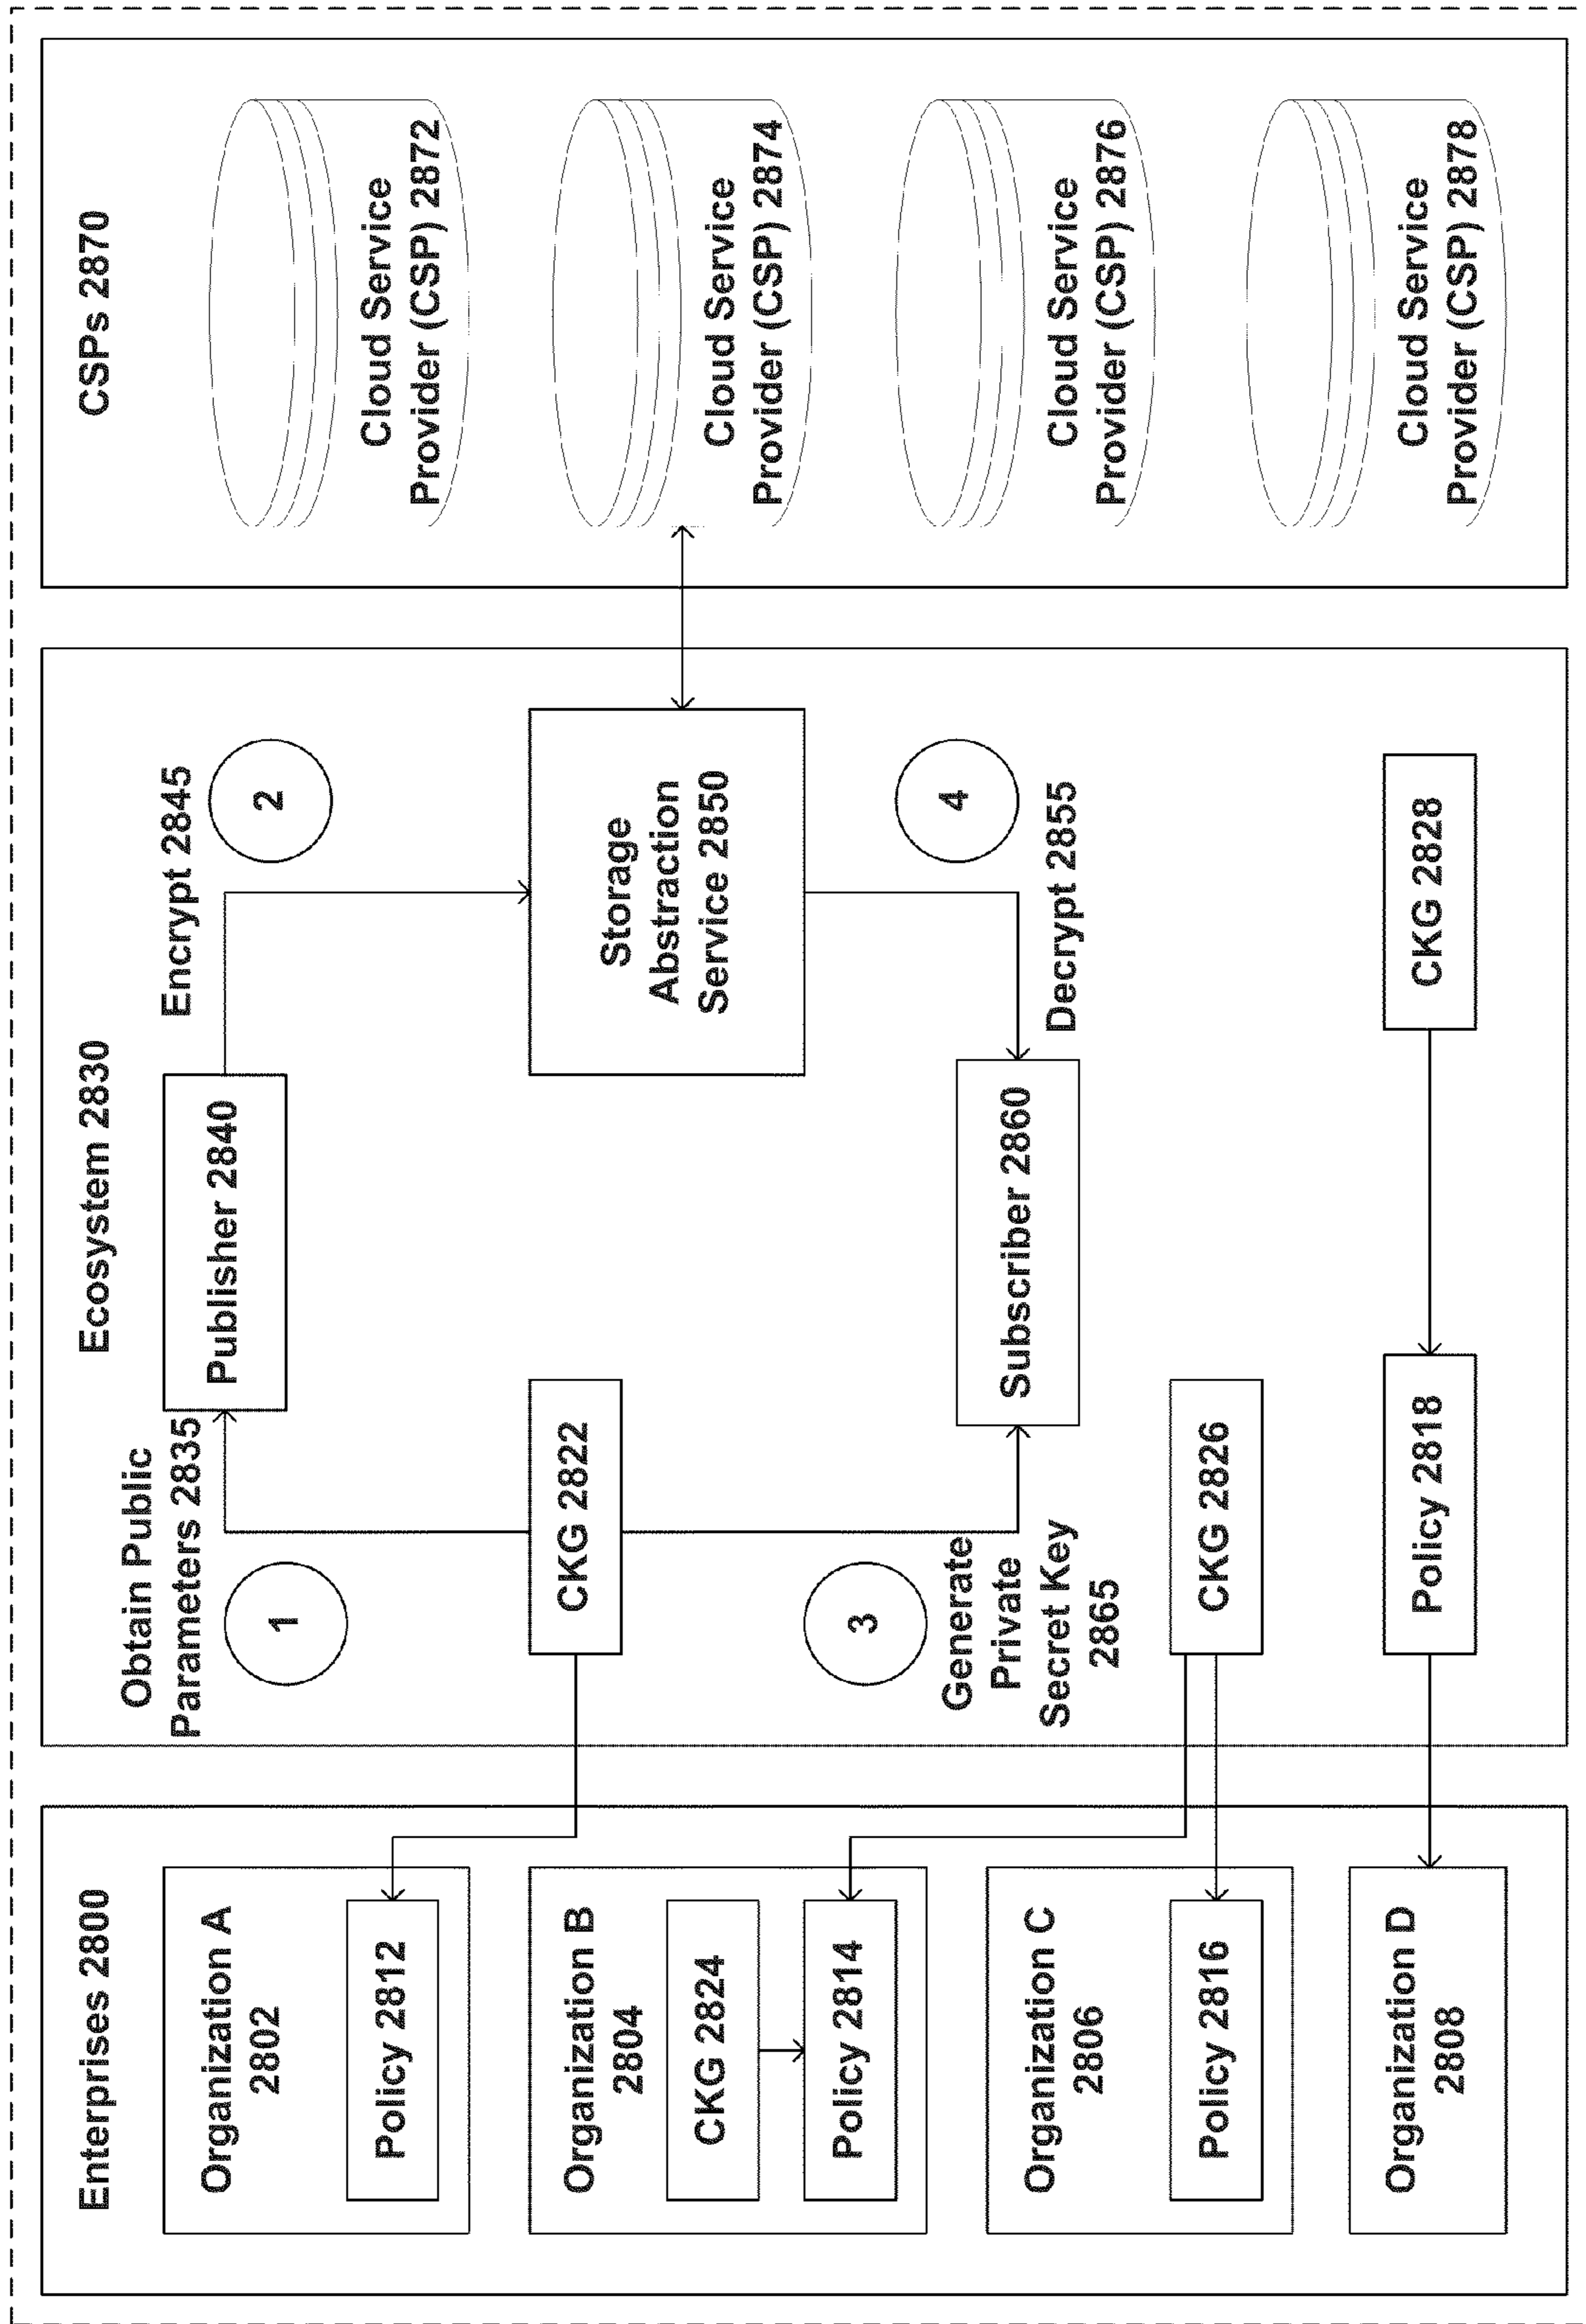 Enterprises 2800
Organization A
2802
Policy 2812
Organization B
2804
CKG 2824
Policy 2814
Organization C
2806
Policy 2816
Organization D
2808
Ecosystem 2830
Obtain Public
Parameters 2835
1
Publisher 2840
Encrypt 2845
2
CKG 2822
Storage
Abstraction
Service 2850
3
Generate
Private
Secret Key
2865
Subscriber 2860
4
Decrypt 2855
CKG 2826
Policy 2818
CKG 2828
CSPs 2870
Cloud Service
Provider (CSP) 2872
Cloud Service
Provider (CSP) 2874
Cloud Service
Provider (CSP) 2876
Cloud Service
Provider (CSP) 2878